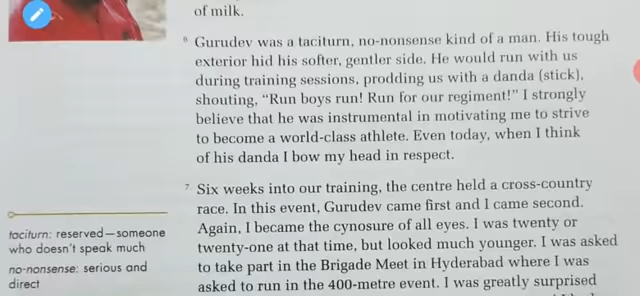 of milk.
6 Gurudev was a taciturn, no-nonsense kind of a man. His tough
exterior hid his softer, gentler side. He would run with us
during training sessions, prodding us with a danda (stick),
shouting, “Run boys run! Run for our regiment!” I strongly
believe that he was instrumental in motivating me to strive
to become a world-class athlete. Even today, when I think
of his danda I bow my head in respect.
7 Six weeks into our training, the centre held a cross-country
race. In this event, Gurudev came first and I came second.
Again, I became the cynosure of all eyes. I was twenty or
twenty-one at that time, but looked much younger. I was asked
to take part in the Brigade Meet in Hyderabad where I was
asked to run in the 400-metre event. I was greatly surprised
taciturn: reserved—someone
who doesn't speak much
no-nonsense: serious and
direct